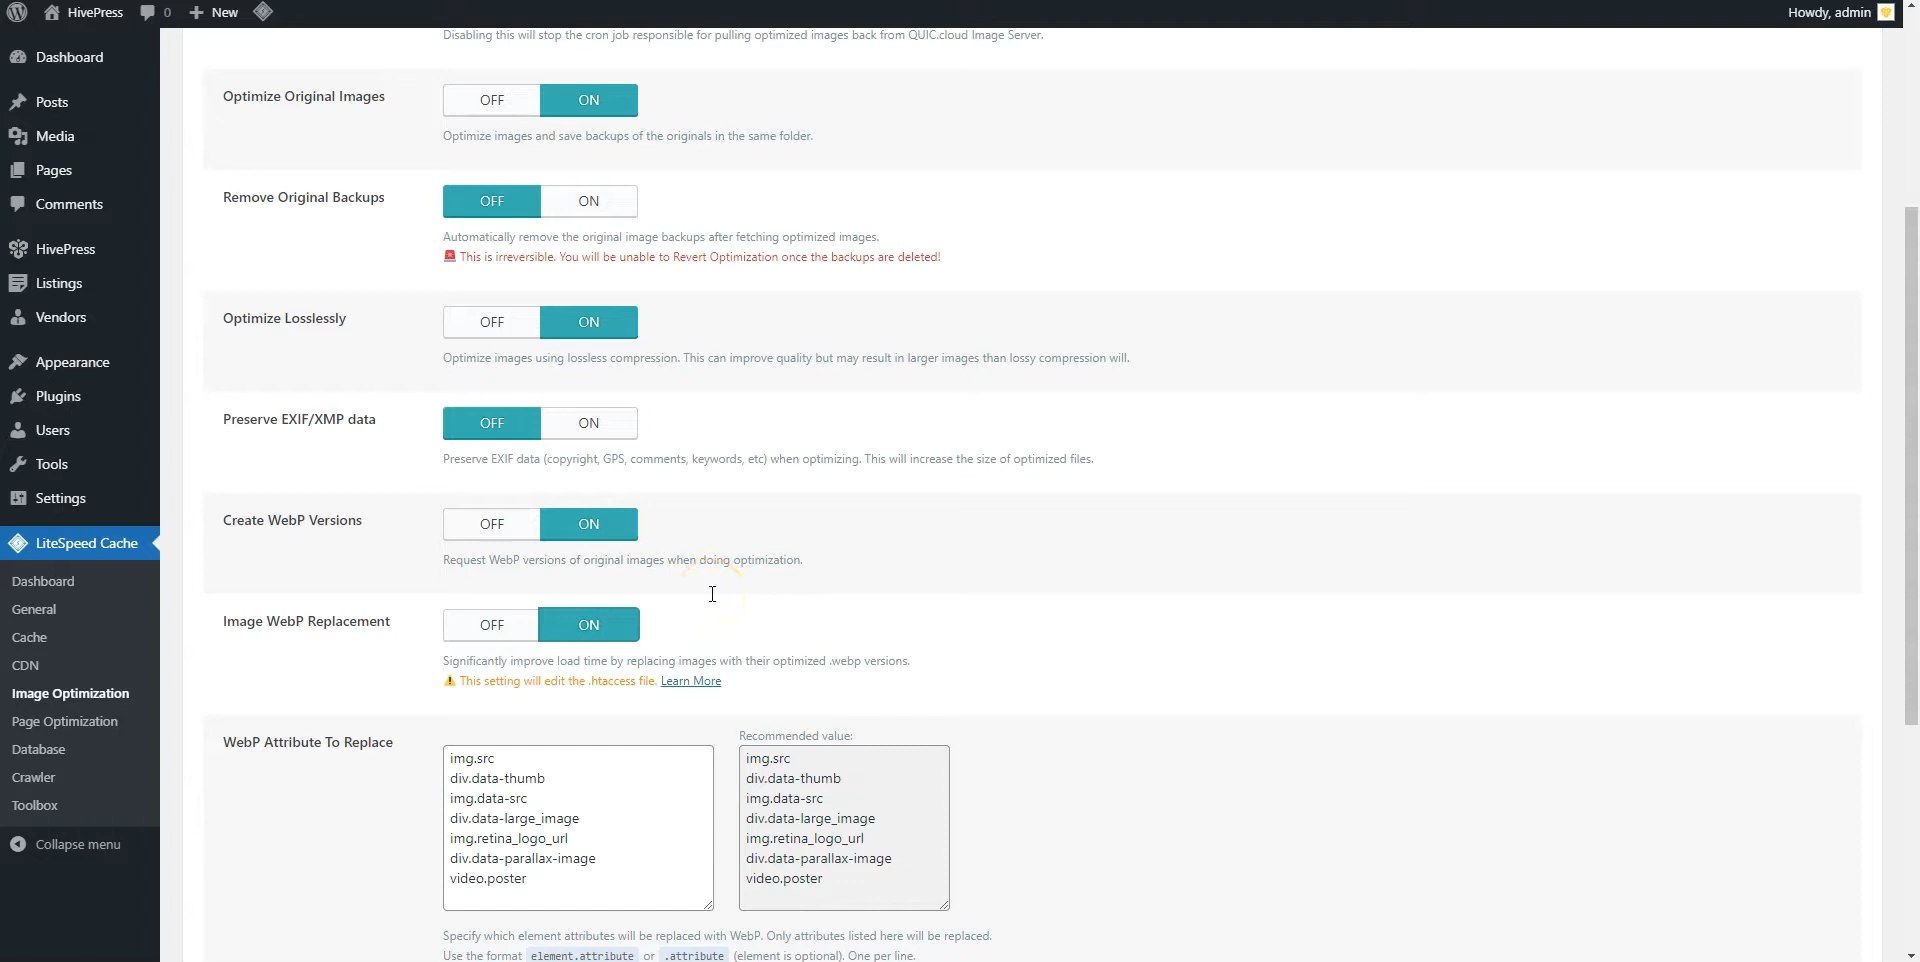 HivePress
0
New
Howdy, admin
Dashboard
Posts
Media
Pages
Comments
HivePress
Listings
Vendors
Appearance
Plugins
Users
Tools
Settings
LiteSpeed Cache
Dashboard
General
Cache
CDN
Image Optimization
Page Optimization
Database
Crawler
Toolbox
Collapse menu
Disabling this will stop the cron job responsible for pulling optimized images back from QUIC.cloud Image Server.
Optimize Original Images
OFF ON
Optimize images and save backups of the originals in the same folder.
Remove Original Backups
OFF ON
Automatically remove the original image backups after fetching optimized images.
This is irreversible. You will be unable to Revert Optimization once the backups are deleted!
Optimize Losslessly
OFF ON
Optimize images using lossless compression. This can improve quality but may result in larger images than lossy compression will.
Preserve EXIF/XMP data
OFF ON
Preserve EXIF data (copyright, GPS, comments, keywords, etc) when optimizing. This will increase the size of optimized files.
Create WebP Versions
OFF ON
Request WebP versions of original images when doing optimization.
Image WebP Replacement
OFF ON
Significantly improve load time by replacing images with their optimized .webp versions.
This setting will edit the .htaccess file. Learn More
WebP Attribute To Replace
img.src
div.data-thumb
img.data-src
div.data-large_image
img.retina_logo_url
div.data-parallax-image
video.poster
Recommended value:
img.src
div.data-thumb
img.data-src
div.data-large_image
img.retina_logo_url
div.data-parallax-image
video.poster
Specify which element attributes will be replaced with WebP. Only attributes listed here will be replaced.
Use the format element.attribute or .attribute (element is optional). One per line.